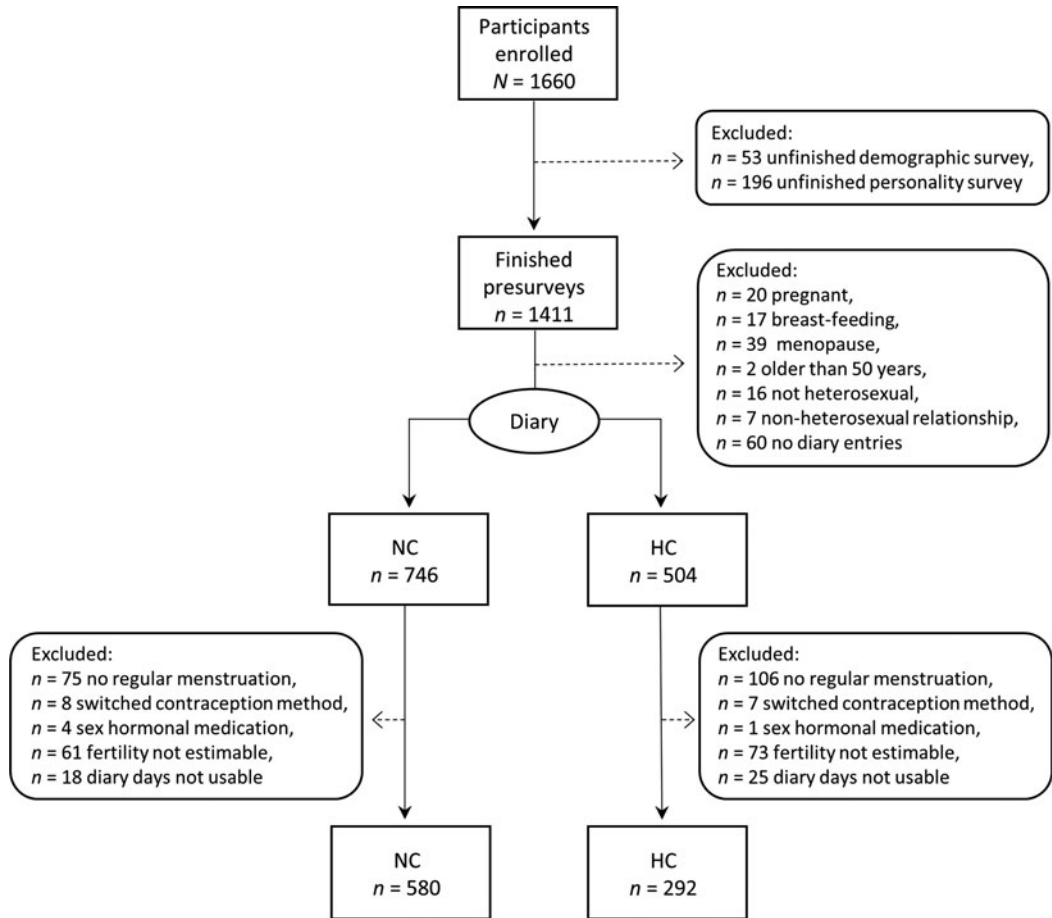 Participants
enrolled
N = 1660
Excluded:
n = 53 unfinished demographic survey,
n = 196 unfinished personality survey
Finished
presurveys
n = 1411
Excluded:
n = 20 pregnant,
n = 17 breast-feeding,
n = 39 menopause,
n = 2 older than 50 years,
n = 16 not heterosexual,
n = 7 non-heterosexual relationship,
n = 60 no diary entries
Diary
NC
n = 746
HC
n = 504
Excluded:
n = 75 no regular menstruation,
n = 8 switched contraception method,
n = 4 sex hormonal medication,
n = 61 fertility not estimable,
n = 18 diary days not usable
Excluded:
n = 106 no regular menstruation,
n = 7 switched contraception method,
n = 1 sex hormonal medication,
n = 73 fertility not estimable,
n = 25 diary days not usable
NC
n = 580
HC
n = 292